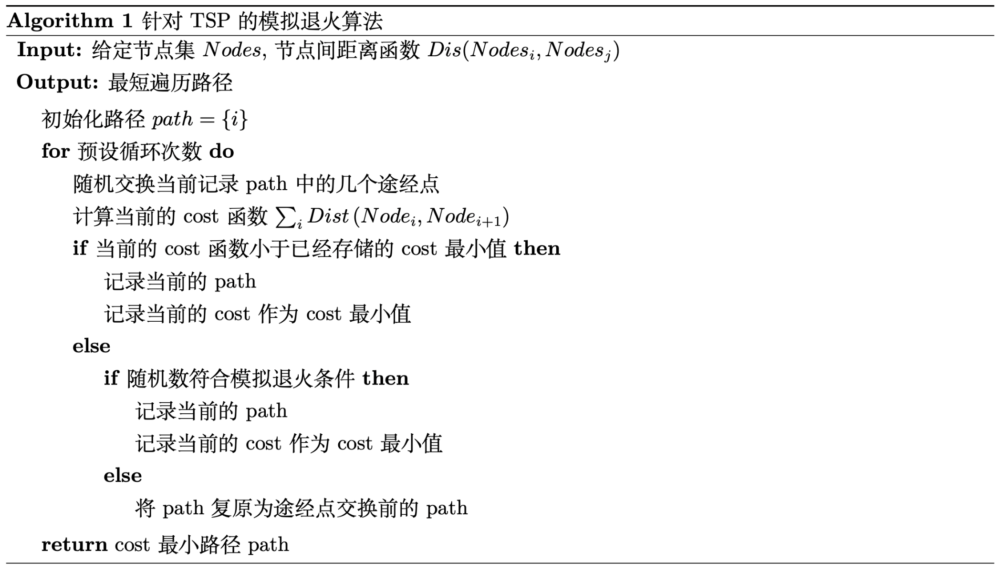 Algorithm 1 针对 TSP 的模拟退火算法
Input: 给定节点集 Nodes, 节点间距离函数 Dis(Nodes_i, Nodes_j)
Output: 最短遍历路径
初始化路径 path = {i}
for 预设循环次数 do
随机交换当前记录 path 中的几个途经点
计算当前的 cost 函数 ∑_i Dist (Node_i, Node_{i+1})
if 当前的 cost 函数小于已经存储的 cost 最小值 then
记录当前的 path
记录当前的 cost 作为 cost 最小值
else
if 随机数符合模拟退火条件 then
记录当前的 path
记录当前的 cost 作为 cost 最小值
else
将 path 复原为途经点交换前的 path
return cost 最小路径 path